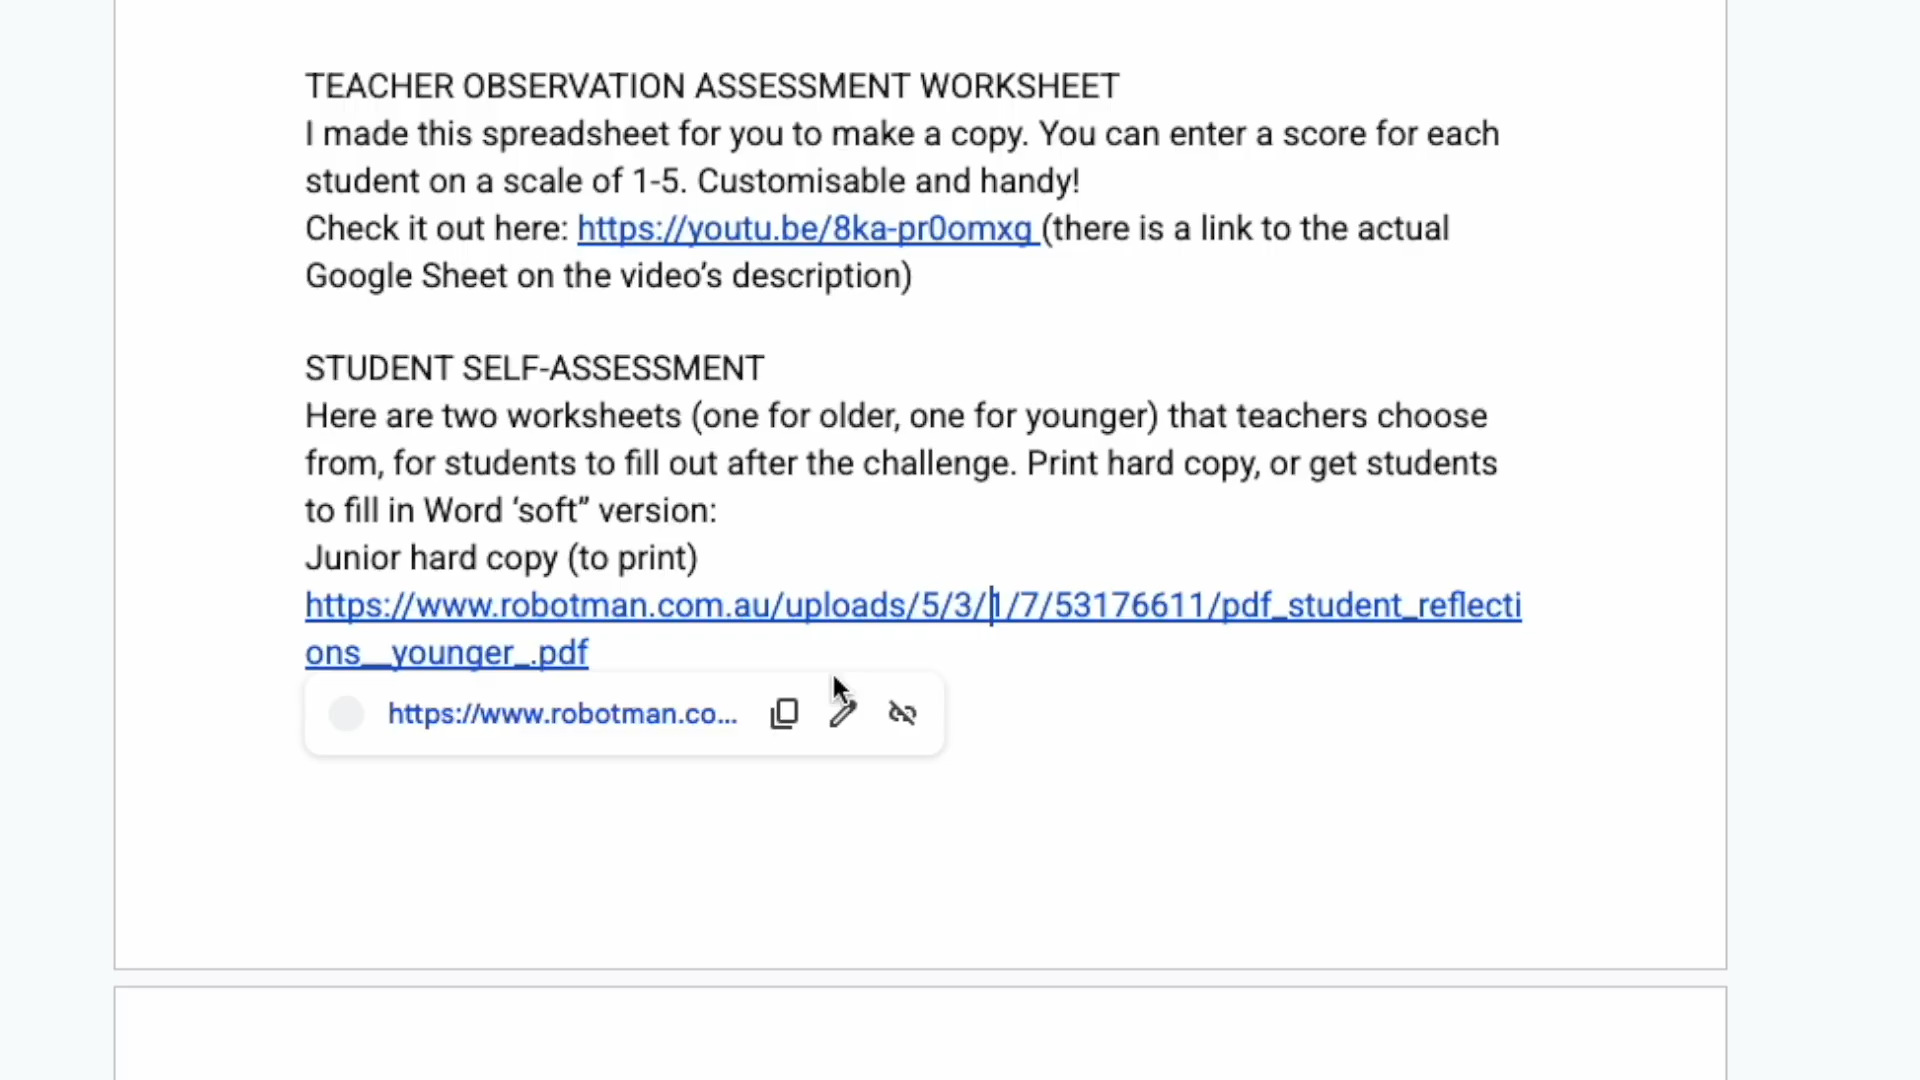 TEACHER OBSERVATION ASSESSMENT WORKSHEET
I made this spreadsheet for you to make a copy. You can enter a score for each
student on a scale of 1-5. Customisable and handy!
Check it out here: https://youtu.be/8ka-pr0omxg (there is a link to the actual
Google Sheet on the video’s description)
STUDENT SELF-ASSESSMENT
Here are two worksheets (one for older, one for younger) that teachers choose
from, for students to fill out after the challenge. Print hard copy, or get students
to fill in Word ‘soft” version:
Junior hard copy (to print)
https://www.robotman.com.au/uploads/5/3/1/7/53176611/pdf_student_reflecti
ons__younger_.pdf
https://www.robotman.co...